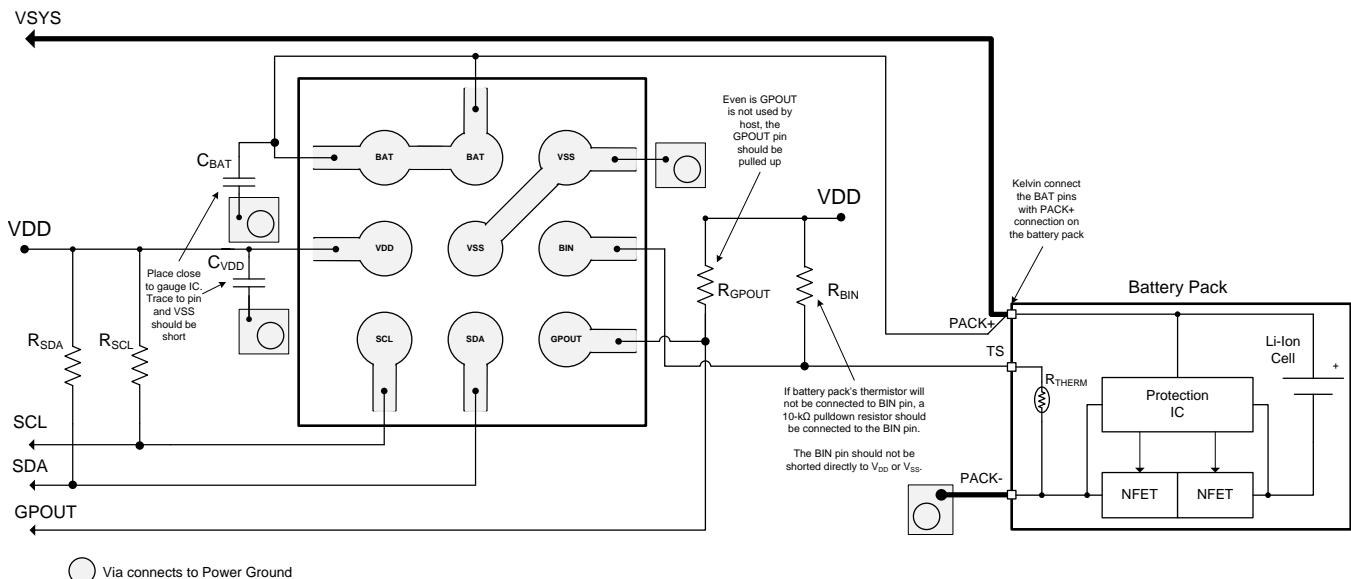 VSYS
Even is GPOUT
is not used by
host, the
GPOUT pin
should be
pulled up
BAT
BAT
VSS
CBAT
Kelvin connect
the BAT pins
with PACK+
connection on
the battery pack
VDD
VDD
VDD
VSS
BIN
CVDD
Place close
to gauge IC.
Trace to pin
and VSS
should be
short
RGPOUT
RBIN
Battery Pack
RSDA
RSCL
SCL
SDA
GPOUT
PACK+
TS
Li-Ion
Cell
+
RTHERM
Protection
IC
If battery pack's thermistor will
not be connected to BIN pin, a
10-kΩ pulldown resistor should
be connected to the BIN pin.
The BIN pin should not be
shorted directly to VDD or VSS.
SCL
SDA
PACK-
NFET
NFET
GPOUT
Via connects to Power Ground